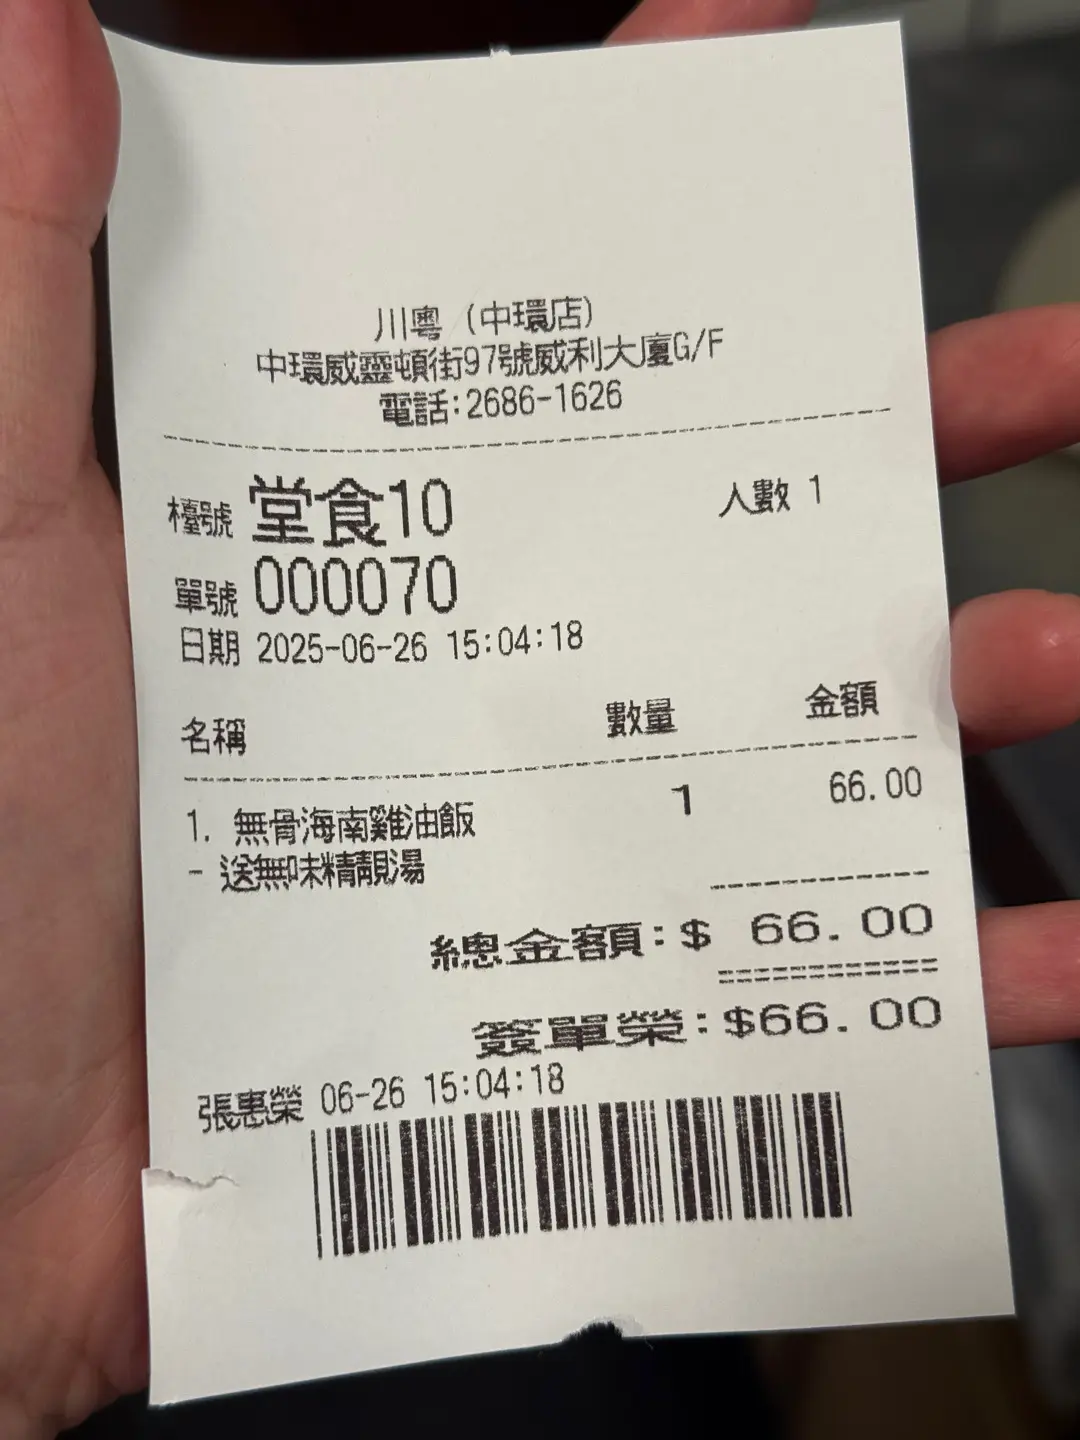 川粵 (中環店)
中環威靈頓街97號威利大廈G/F
電話:2686-1626
檯號 堂食10 人數 1
單號 000070
日期 2025-06-26 15:04:18
名稱 數量 金額
1. 無骨海南雞油飯 1 66.00
- 送無味精靚湯
總金額:$ 66.00
簽單榮:$66.00
張惠榮 06-26 15:04:18